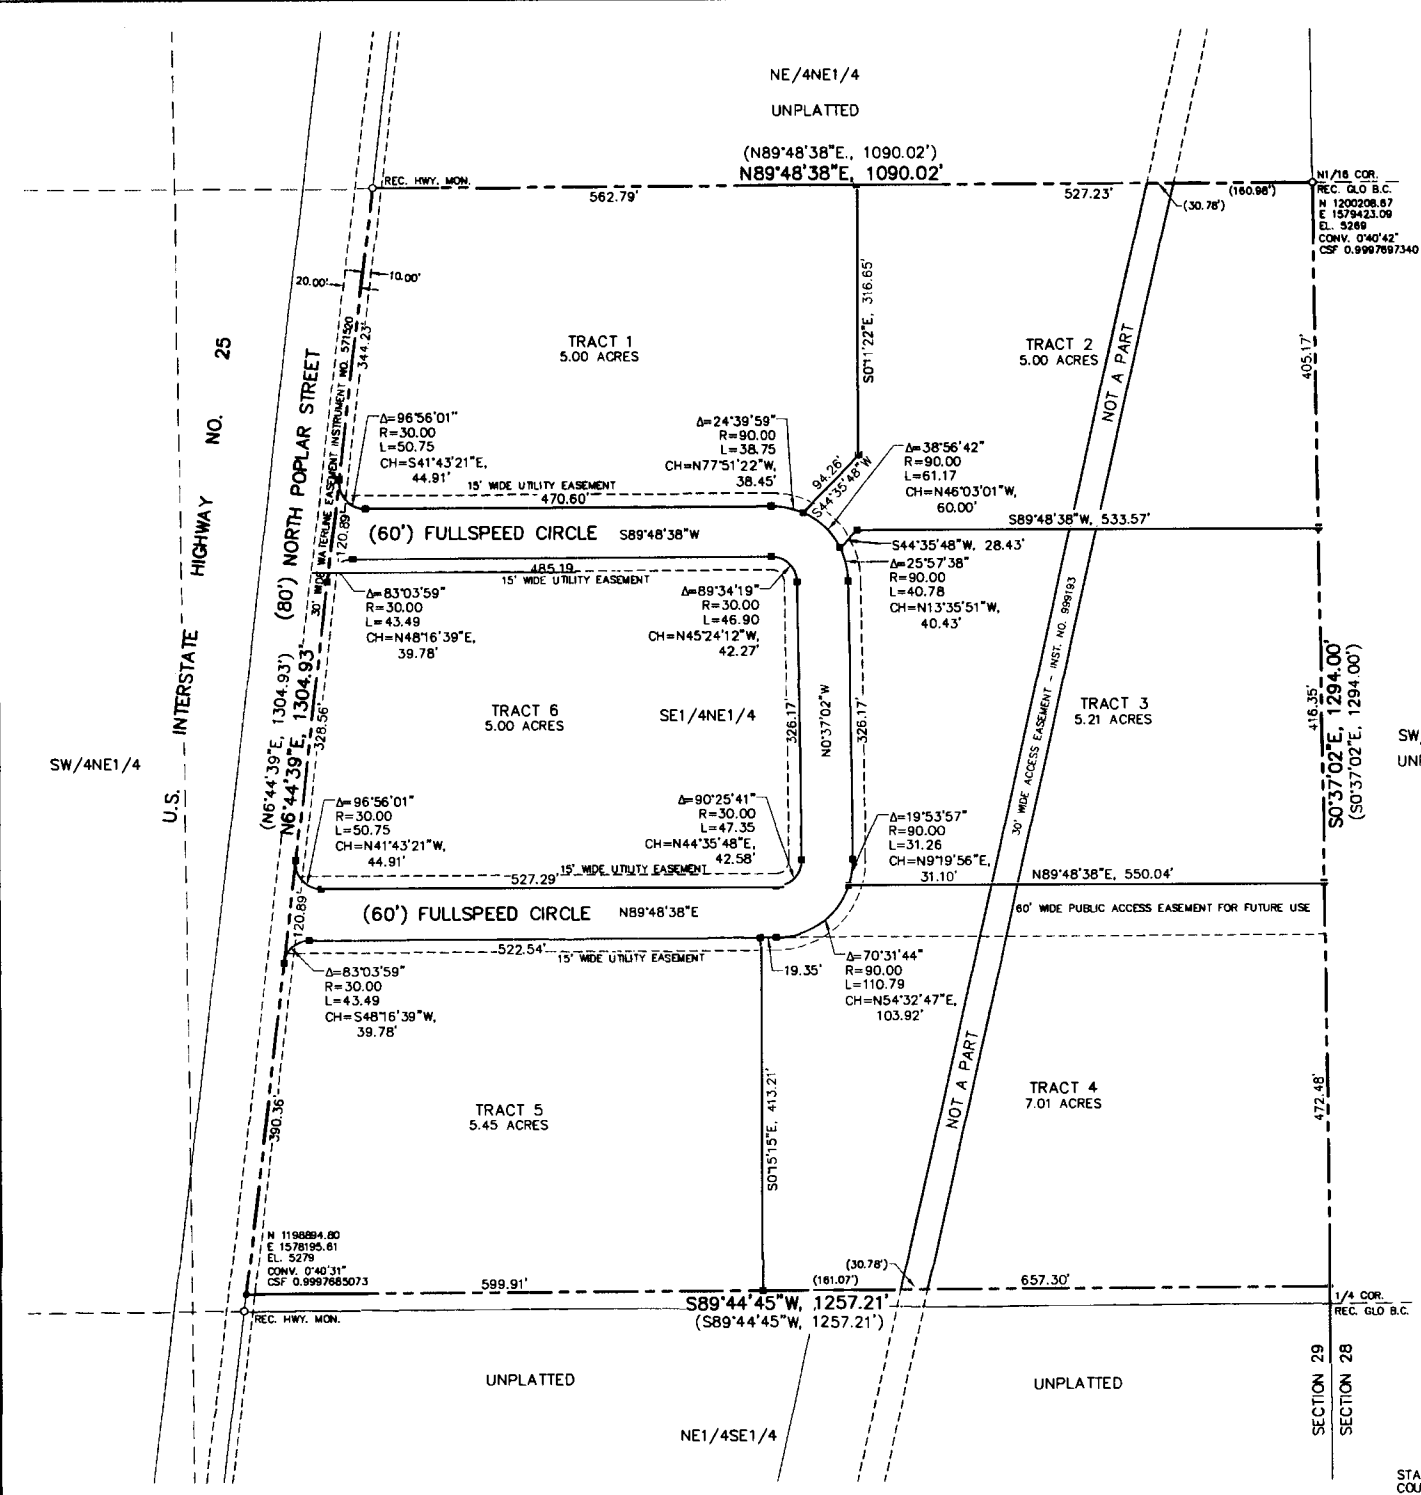 NE/4NE1/4
UNPLATTED
(N89°48'38"E., 1090.02')
N89°48'38"E, 1090.02'
REC. HWY. MON.
562.79'
527.23'
(30.78')
(160.98')
N1/16 COR.
REC. GLO B.C.
N 1200208.67
E 1579423.09
EL. 5269
CONV. 0°40'42"
CSF 0.9997697340
20.00'
10.00'
344.23'
30' WIDE WATERLINE EASEMENT INSTRUMENT NO. 571520
(80') NORTH POPLAR STREET
U.S. INTERSTATE HIGHWAY NO. 25
TRACT 1
5.00 ACRES
S0°11'22"E, 316.65'
TRACT 2
5.00 ACRES
NOT A PART
405.17'
Δ=96°56'01"
R=30.00
L=50.75
CH=S41°43'21"E,
44.91'
Δ=24°39'59"
R=90.00
L=38.75
CH=N77°51'22"W,
38.45'
94.26'
S44°35'48"W
Δ=38°56'42"
R=90.00
L=61.17
CH=N46°03'01"W,
60.00'
15' WIDE UTILITY EASEMENT
470.60'
(60') FULLSPEED CIRCLE S89°48'38"W
120.89'
S89°48'38"W, 533.57'
S44°35'48"W, 28.43'
485.19
15' WIDE UTILITY EASEMENT
Δ=83°03'59"
R=30.00
L=43.49
CH=N48°16'39"E,
39.78'
Δ=89°34'19"
R=30.00
L=46.90
CH=N45°24'12"W,
42.27'
Δ=25°57'38"
R=90.00
L=40.78
CH=N13°35'51"W,
40.43'
30' WIDE ACCESS EASEMENT - INST. NO. 999193
(N6°44'39"E, 1304.93')
N6°44'39"E, 1304.93'
328.56'
TRACT 6
5.00 ACRES
SE1/4NE1/4
326.17'
N0°37'02"W
326.17'
TRACT 3
5.21 ACRES
416.35'
S0°37'02"E, 1294.00'
(S0°37'02"E, 1294.00')
SW/4NE1/4
SW
UN
Δ=96°56'01"
R=30.00
L=50.75
CH=N41°43'21"W,
44.91'
Δ=90°25'41"
R=30.00
L=47.35
CH=N44°35'48"E,
42.58'
Δ=19°53'57"
R=90.00
L=31.26
CH=N9°19'56"E,
31.10'
15' WIDE UTILITY EASEMENT
527.29'
N89°48'38"E, 550.04'
(60') FULLSPEED CIRCLE N89°48'38"E
60' WIDE PUBLIC ACCESS EASEMENT FOR FUTURE USE
120.89'
522.54'
15' WIDE UTILITY EASEMENT
19.35'
Δ=83°03'59"
R=30.00
L=43.49
CH=S48°16'39"W,
39.78'
Δ=70°31'44"
R=90.00
L=110.79
CH=N54°32'47"E,
103.92'
390.36'
TRACT 5
5.45 ACRES
S0°15'15"E, 413.21'
NOT A PART
TRACT 4
7.01 ACRES
472.48'
N 1198894.80
E 1578195.61
EL. 5279
CONV. 0°40'31"
CSF 0.9997685073
599.91'
(161.07')
(30.78')
657.30'
S89°44'45"W, 1257.21'
(S89°44'45"W, 1257.21')
REC. HWY. MON.
1/4 COR.
REC. GLO B.C.
UNPLATTED
UNPLATTED
SECTION 29
SECTION 28
NE1/4SE1/4
STA
COU